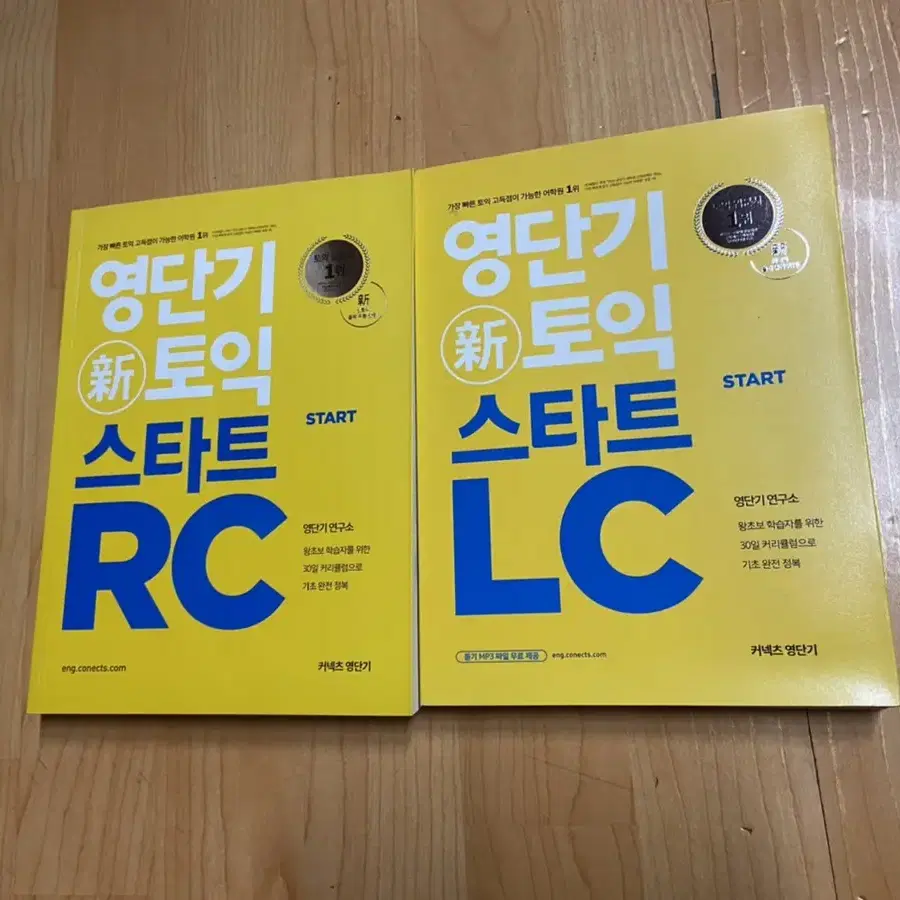 가장 빠른 토익 고득점이 가능한 어학원 1위
영단기
新 토익
스타트
START
RC
1위
新
영단기 연구소
왕초보 학습자를 위한
30일 커리큘럼으로
기초 완전 정복
eng.conects.com
커넥츠 영단기
가장 빠른 토익 고득점이 가능한 어학원 1위
영단기
新 토익
스타트
START
LC
1위
영단기 연구소
왕초보 학습자를 위한
30일 커리큘럼으로
기초 완전 정복
듣기 MP3 파일 무료 제공
eng.conects.com
커넥츠 영단기